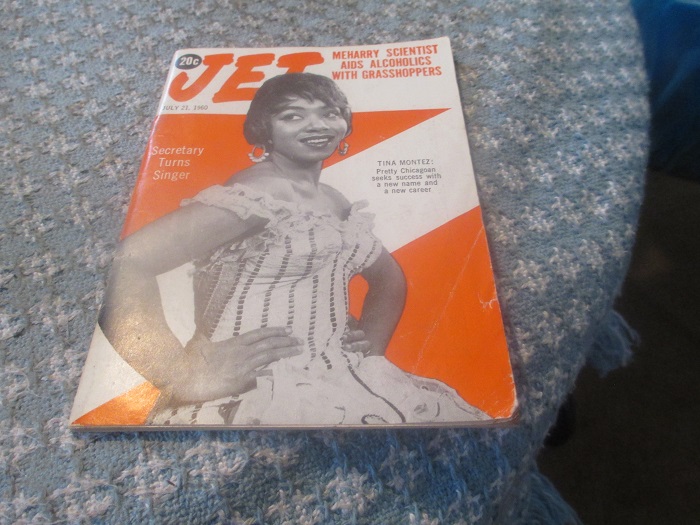 20c
JET
MEHARRY SCIENTIST
AIDS ALCOHOLICS
WITH GRASSHOPPERS
JULY 21, 1960
Secretary
Turns
Singer
TINA MONTEZ:
Pretty Chicagoan
seeks success with
a new name and
a new career